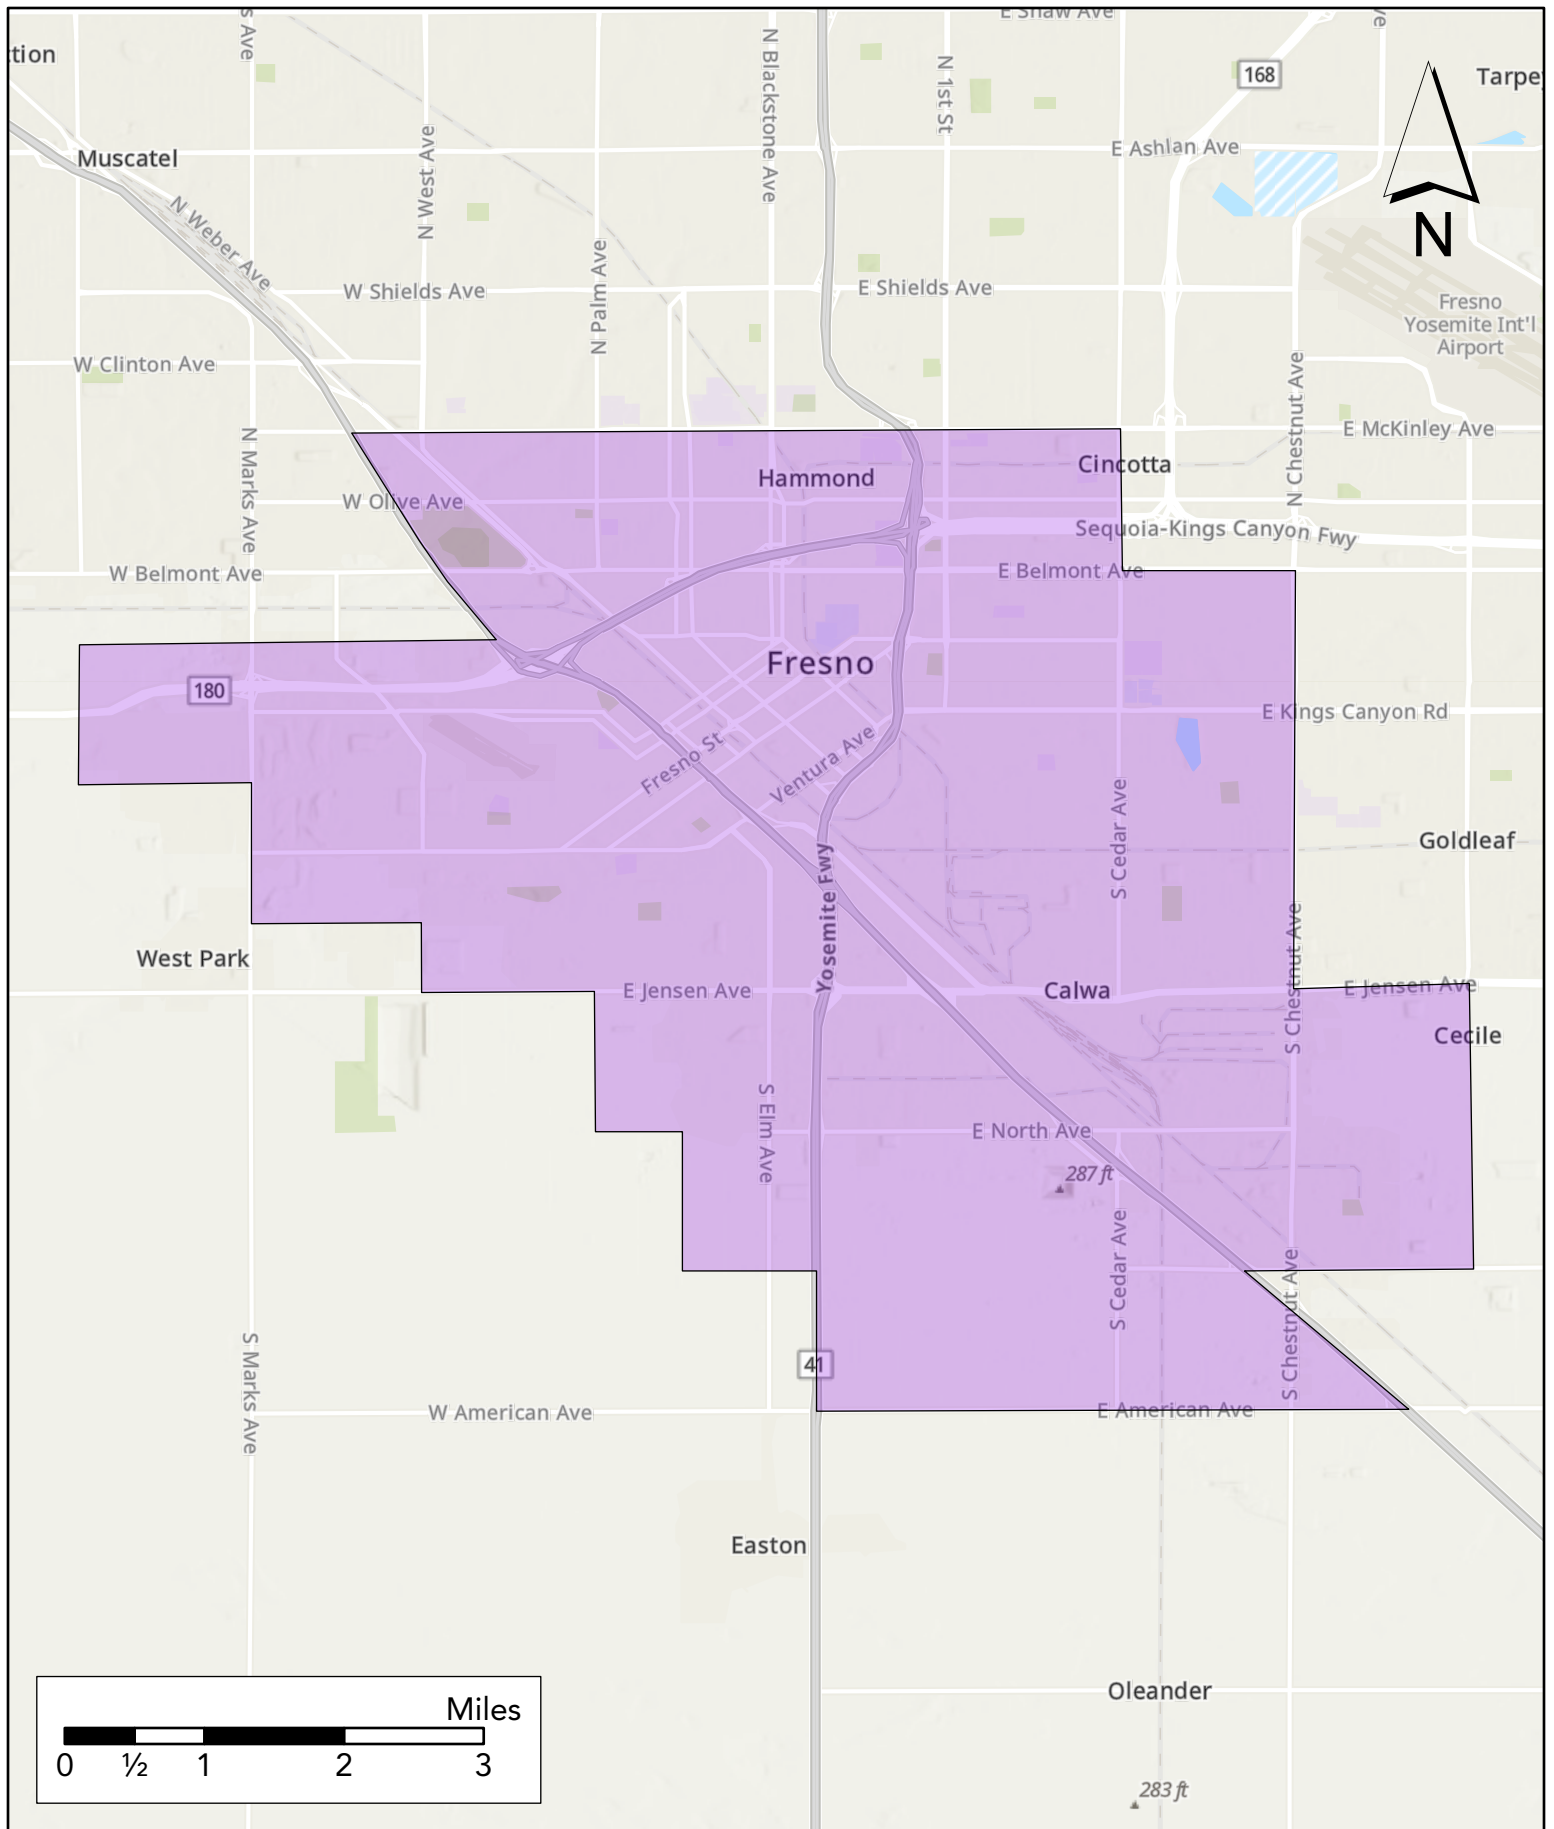 E Shaw Ave
168
N Blackstone Ave
N 1st St
Muscatel
E Ashlan Ave
N West Ave
N Weber Ave
N
W Shields Ave
N Palm Ave
E Shields Ave
Fresno
Yosemite Int'l
Airport
W Clinton Ave
N Chestnut Ave
E McKinley Ave
N Marks Ave
Hammond
Cincotta
W Olive Ave
Sequoia-Kings Canyon Fwy
W Belmont Ave
E Belmont Ave
Fresno
180
E Kings Canyon Rd
Fresno St
Ventura Ave
S Cedar Ave
Goldleaf
Yosemite Fwy
West Park
S Chestnut Ave
E Jensen Ave
Calwa
E Jensen Ave
Cecile
S Elm Ave
E North Ave
287 ft
S Cedar Ave
S Chestnut Ave
41
S Marks Ave
W American Ave
E American Ave
Easton
Oleander
Miles
0 ½ 1 2 3
283 ft